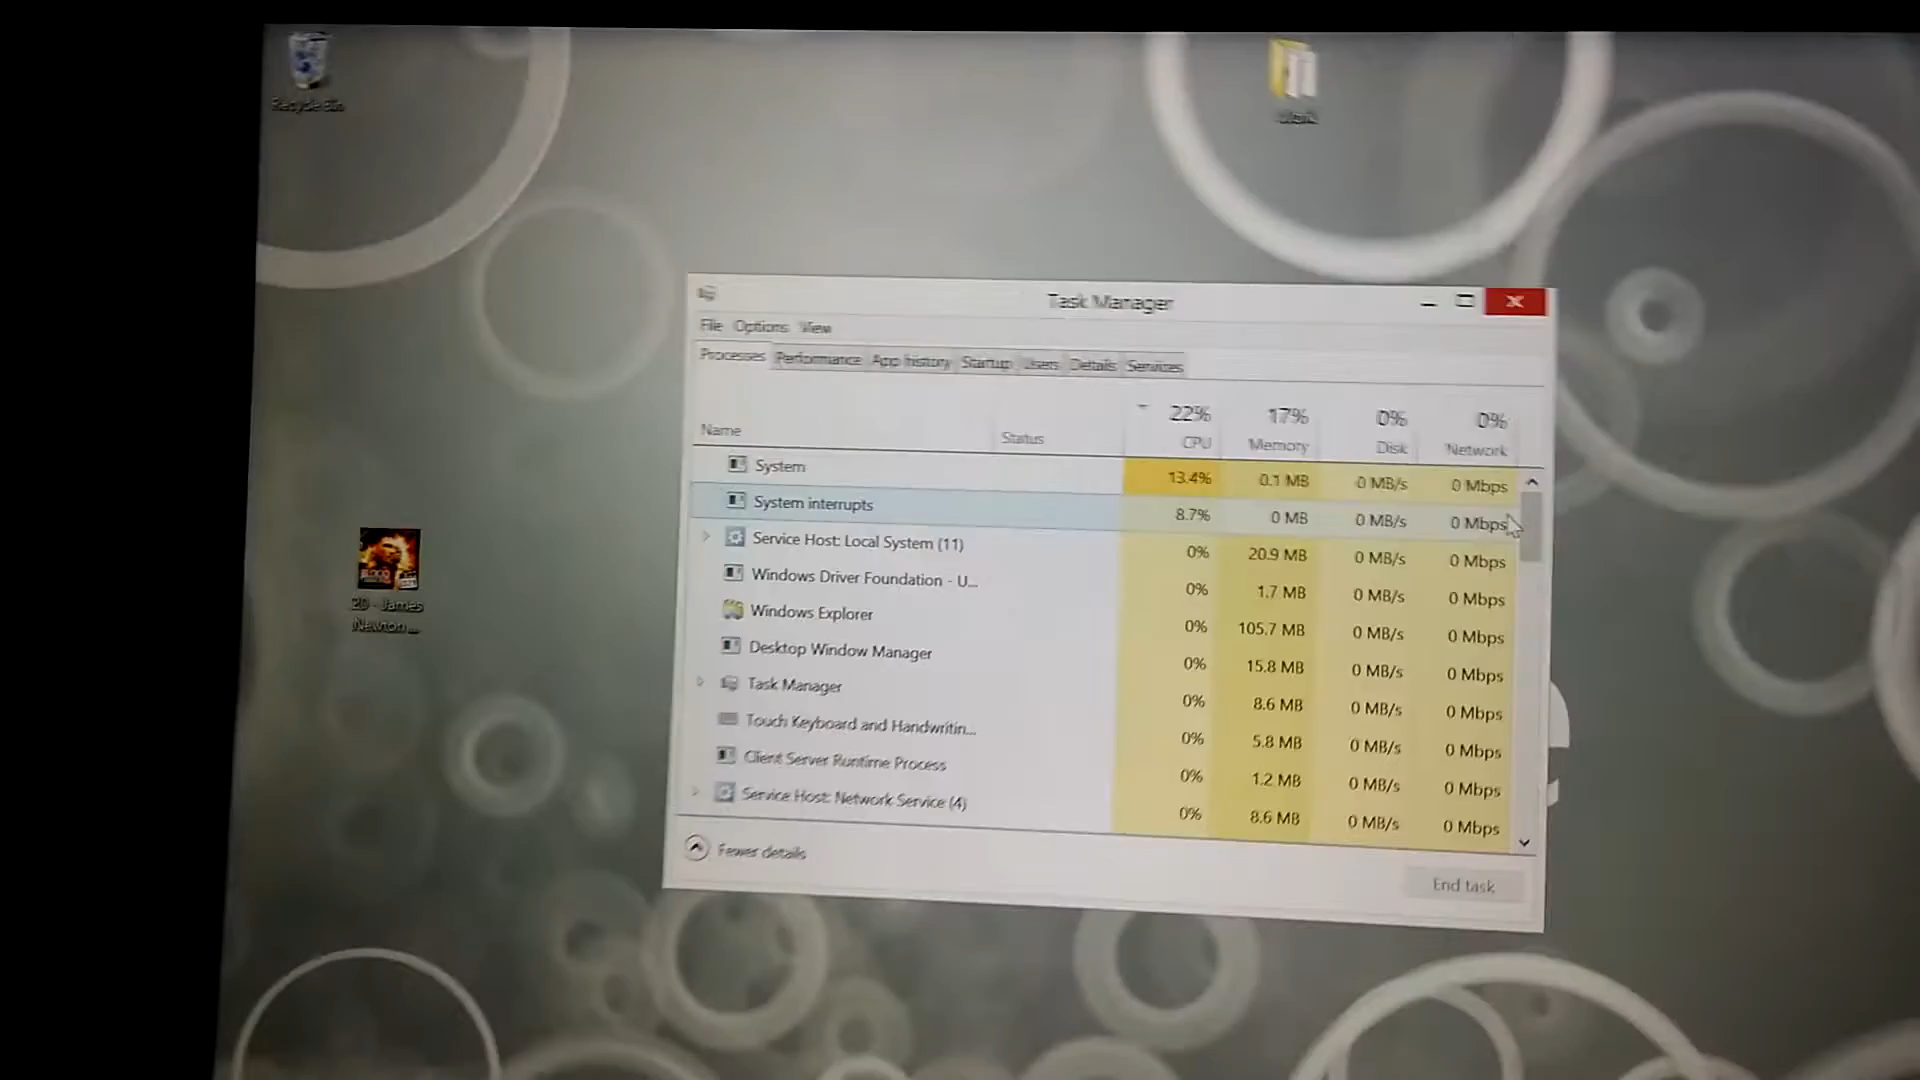 Recycle Bin
Task Manager
File Options View
Processes Performance App history Startup Users Details Services
22% 17% 0% 0%
Name Status CPU Memory Disk Network
System 13.4% 0.1 MB 0 MB/s 0 Mbps
System interrupts 8.7% 0 MB 0 MB/s 0 Mbps
Service Host: Local System (11) 0% 20.9 MB 0 MB/s 0 Mbps
Windows Driver Foundation - U... 0% 1.7 MB 0 MB/s 0 Mbps
Windows Explorer 0% 105.7 MB 0 MB/s 0 Mbps
Desktop Window Manager 0% 15.8 MB 0 MB/s 0 Mbps
Task Manager 0% 8.6 MB 0 MB/s 0 Mbps
Touch Keyboard and Handwritin... 0% 5.8 MB 0 MB/s 0 Mbps
Client Server Runtime Process 0% 1.2 MB 0 MB/s 0 Mbps
Service Host: Network Service (4) 0% 8.6 MB 0 MB/s 0 Mbps
Fewer details
End task
20 - James
Newton ...